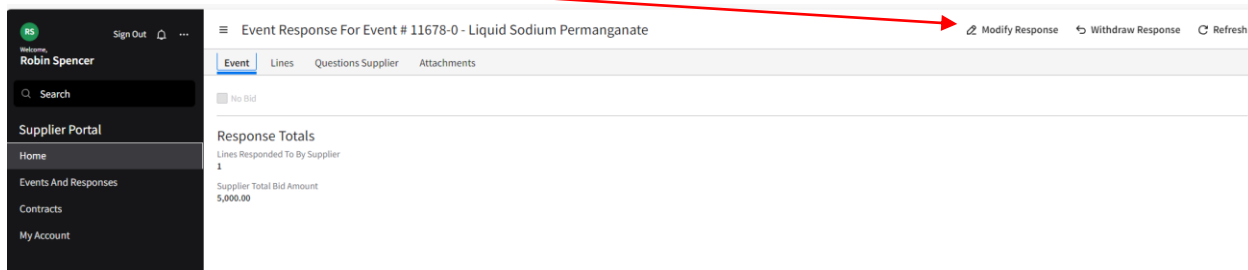 RS
Sign Out
Welcome,
Robin Spencer
Search
Supplier Portal
Home
Events And Responses
Contracts
My Account
Event Response For Event # 11678-0 - Liquid Sodium Permanganate
Modify Response
Withdraw Response
Refresh
Event
Lines
Questions Supplier
Attachments
No Bid
Response Totals
Lines Responded To By Supplier
1
Supplier Total Bid Amount
5,000.00